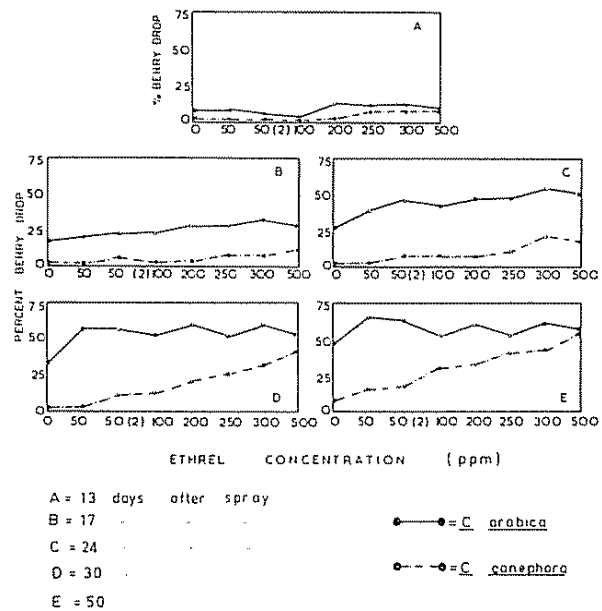 75
A
50
25
0
% BERRY DROP
0 50 50 (2) 100 200 250 300 500
75 B
50
25
0
0 50 50 (2) 100 200 250 300 500
75 C
50
25
0
0 50 50 (2) 100 200 250 300 500
PERCENT BERRY DROP
75
50
25
0
0 50 50 (2) 100 200 250 300 500
D
75
50
25
0
0 50 50 (2) 100 200 250 300 500
E
ETHREL CONCENTRATION (ppm)
A = 13 days after spray
B = 17 " " "
C = 24 " " "
D = 30 "
E = 50
= C arabica
= C canephora